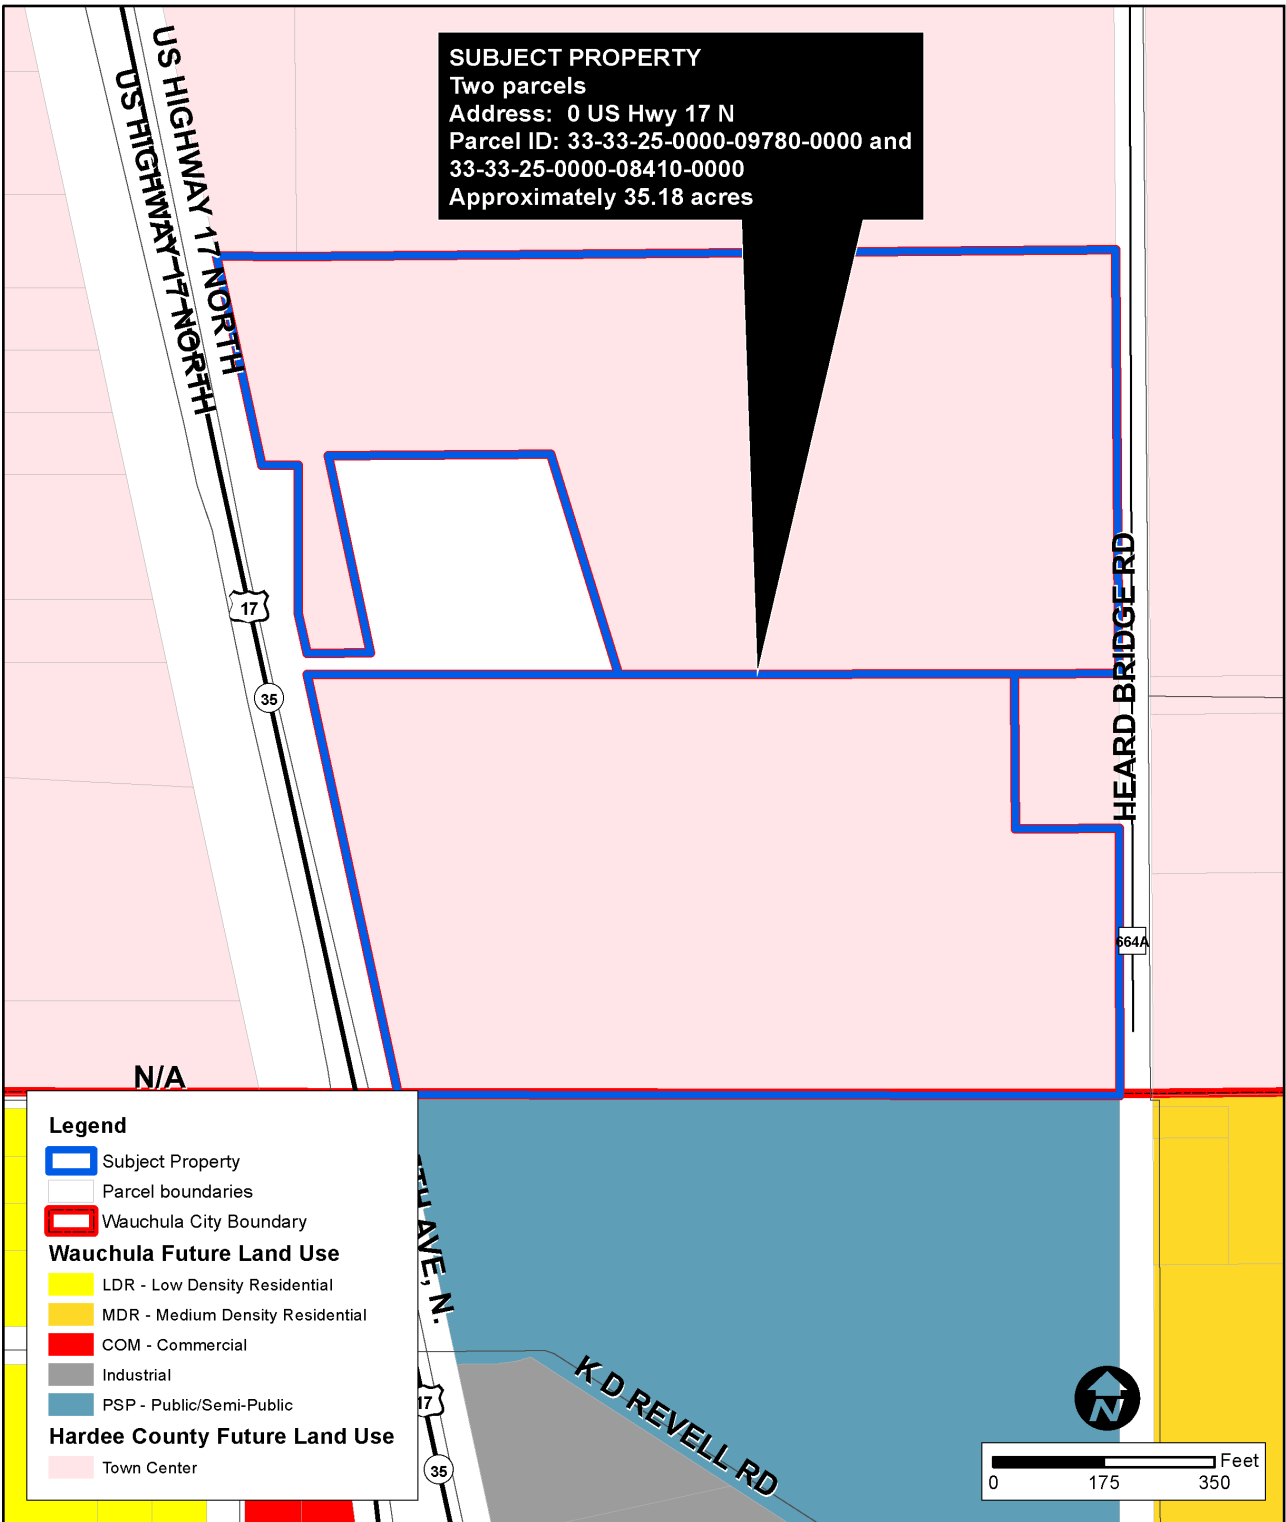 SUBJECT PROPERTY
Two parcels
Address: 0 US Hwy 17 N
Parcel ID: 33-33-25-0000-09780-0000 and
33-33-25-0000-08410-0000
Approximately 35.18 acres
US HIGHWAY 17 NORTH
US HIGHWAY 17 NORTH
17
35
HEARD BRIDGE RD
664A
N/A
Legend
Subject Property
Parcel boundaries
Wauchula City Boundary
Wauchula Future Land Use
LDR - Low Density Residential
MDR - Medium Density Residential
COM - Commercial
Industrial
PSP - Public/Semi-Public
Hardee County Future Land Use
Town Center
TH AVE, N.
17
35
K D REVELL RD
N
Feet
0 175 350